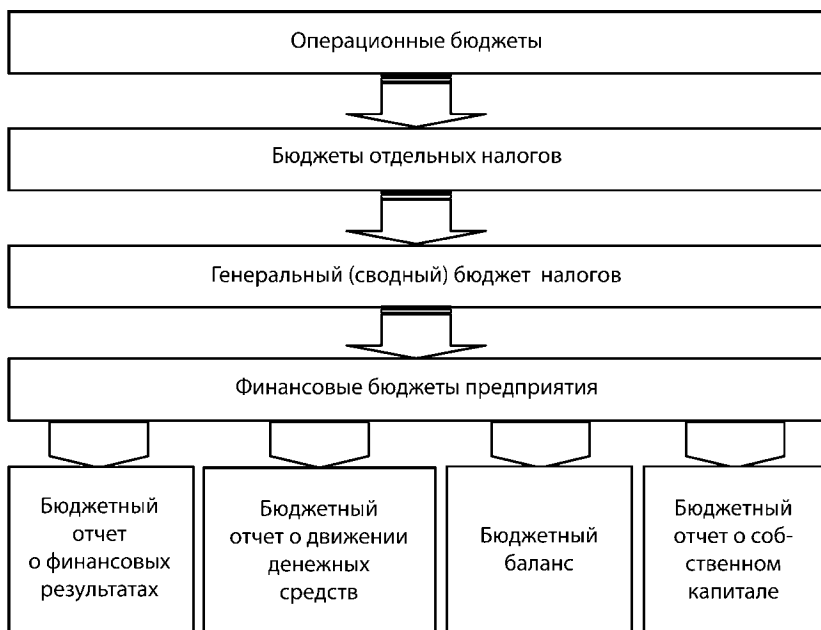 Операционные бюджеты
Бюджеты отдельных налогов
Генеральный (сводный) бюджет налогов
Финансовые бюджеты предприятия
Бюджетный
отчет
о финансовых
результатах
Бюджетный
отчет о движении
денежных
средств
Бюджетный
баланс
Бюджетный
отчет о соб-
ственном
капитале